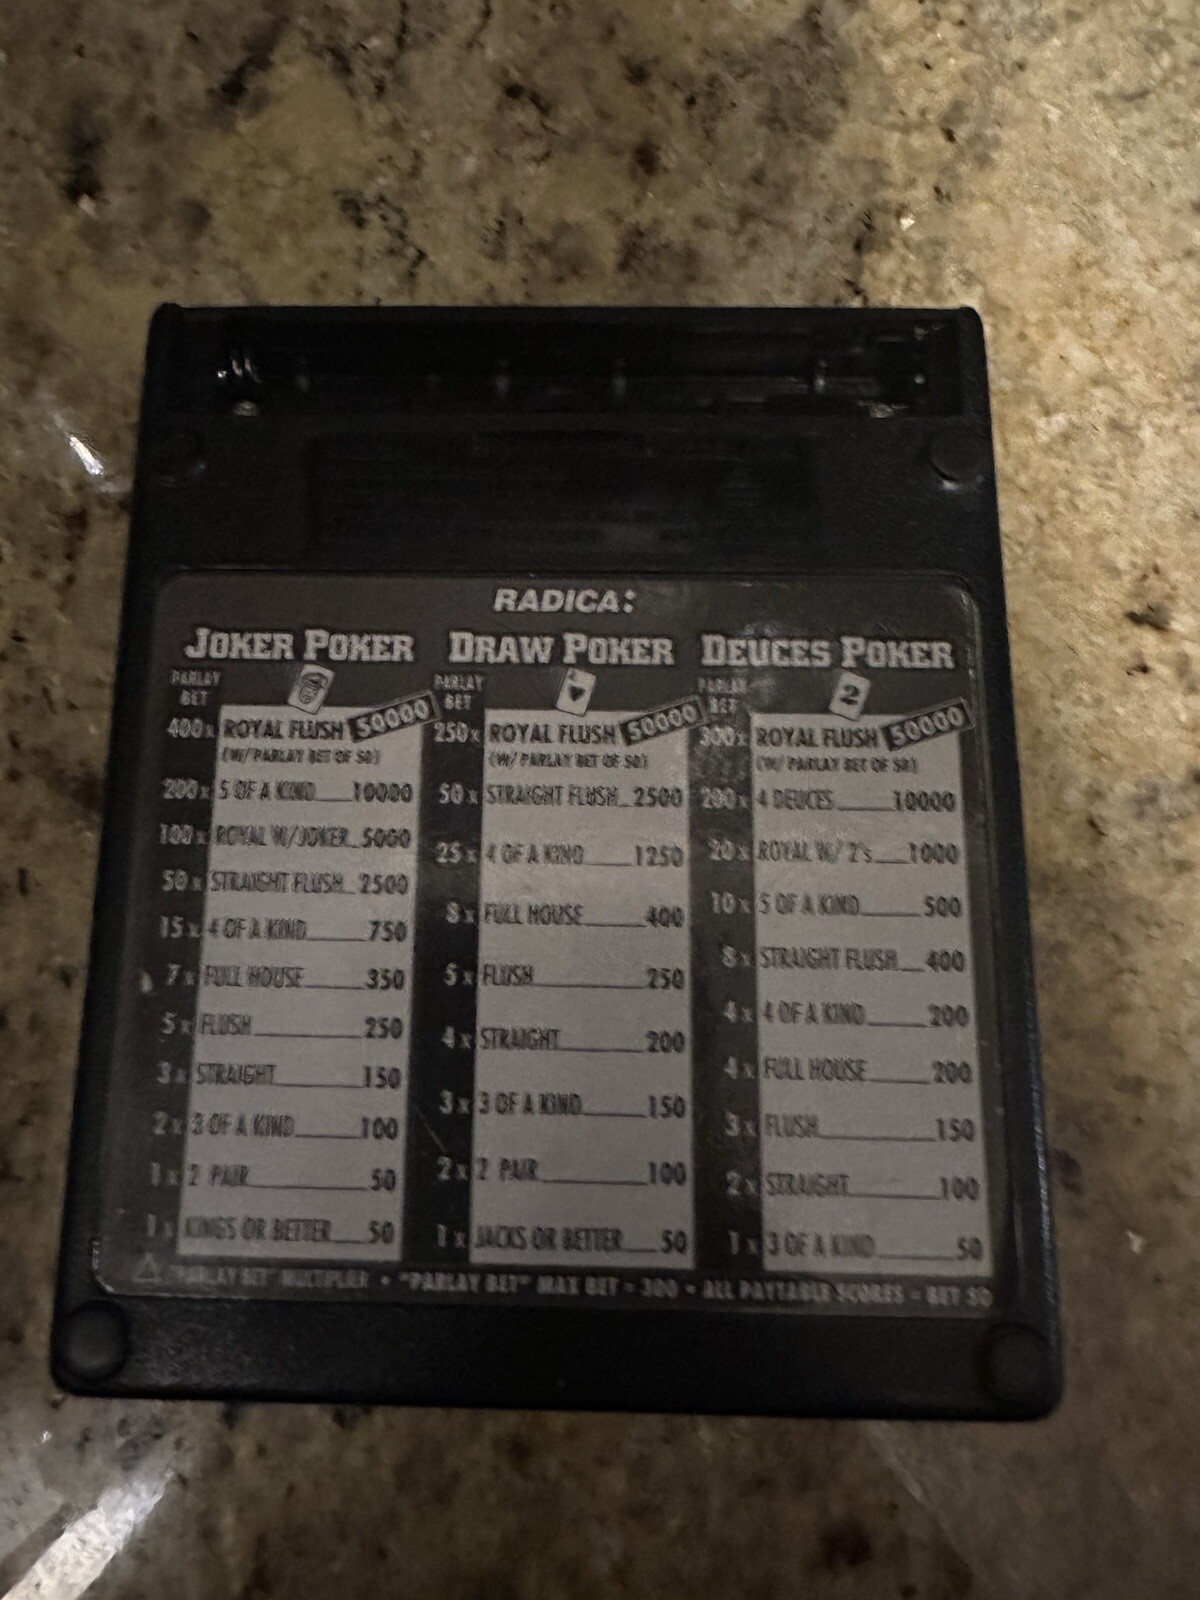 RADICA:
JOKER POKER
PARLAY BET
400x ROYAL FLUSH 50000
(W/ PARLAY BET OF 50)
200x 5 OF A KIND 10000
100x ROYAL W/JOKER 5000
50x STRAIGHT FLUSH 2500
15x 4 OF A KIND 750
7x FULL HOUSE 350
5x FLUSH 250
3x STRAIGHT 150
2x 3 OF A KIND 100
1x 2 PAIR 50
1x KINGS OR BETTER 50
DRAW POKER
PARLAY BET
250x ROYAL FLUSH 50000
(W/ PARLAY BET OF 50)
50x STRAIGHT FLUSH 2500
25x 4 OF A KIND 1250
8x FULL HOUSE 400
5x FLUSH 250
4x STRAIGHT 200
3x 3 OF A KIND 150
2x 2 PAIR 100
1x JACKS OR BETTER 50
DEUCES POKER
2
PARLAY BET
300x ROYAL FLUSH 50000
(W/ PARLAY BET OF 50)
200x 4 DEUCES 10000
20x ROYAL W/ 2's 1000
10x 5 OF A KIND 500
8x STRAIGHT FLUSH 400
4x 4 OF A KIND 200
4x FULL HOUSE 200
3x FLUSH 150
2x STRAIGHT 100
1x 3 OF A KIND 50
"PARLAY BET" MULTIPLIER • "PARLAY BET" MAX BET = 300 • ALL PAYTABLE SCORES = BET 50